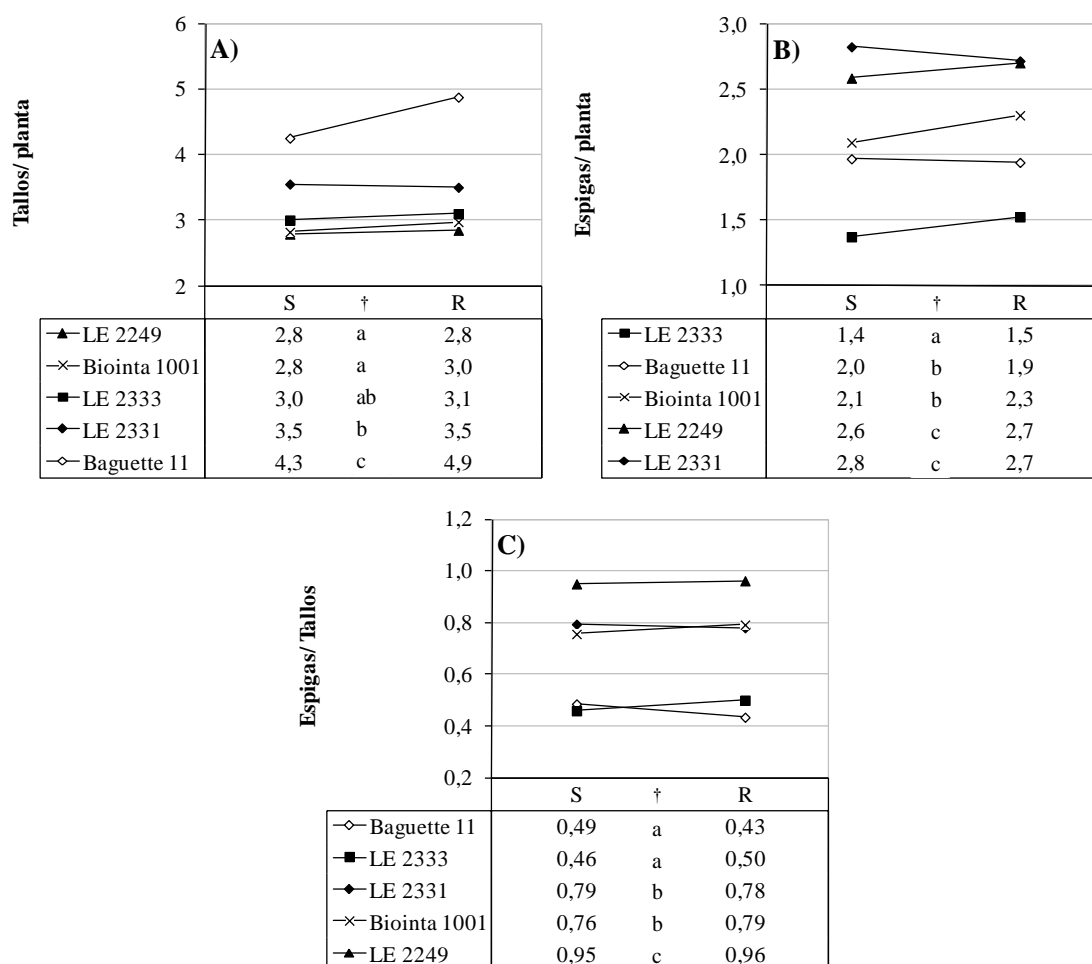 A)
Tallos/ planta
6
5
4
3
2
S † R
LE 2249 2,8 a 2,8
Biointa 1001 2,8 a 3,0
LE 2333 3,0 ab 3,1
LE 2331 3,5 b 3,5
Baguette 11 4,3 c 4,9
B)
Espigas/ planta
3,0
2,5
2,0
1,5
1,0
S † R
LE 2333 1,4 a 1,5
Baguette 11 2,0 b 1,9
Biointa 1001 2,1 b 2,3
LE 2249 2,6 c 2,7
LE 2331 2,8 c 2,7
C)
Espigas/ Tallos
1,2
1,0
0,8
0,6
0,4
0,2
S † R
Baguette 11 0,49 a 0,43
LE 2333 0,46 a 0,50
LE 2331 0,79 b 0,78
Biointa 1001 0,76 b 0,79
LE 2249 0,95 c 0,96